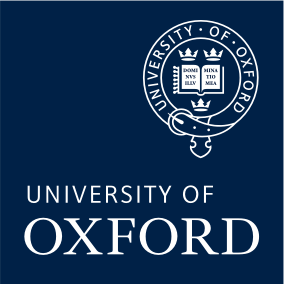 UNIVERSITY · OF · OXFORD
DOMI MINA
NVS TIO
ILLV MEA
UNIVERSITY OF
OXFORD